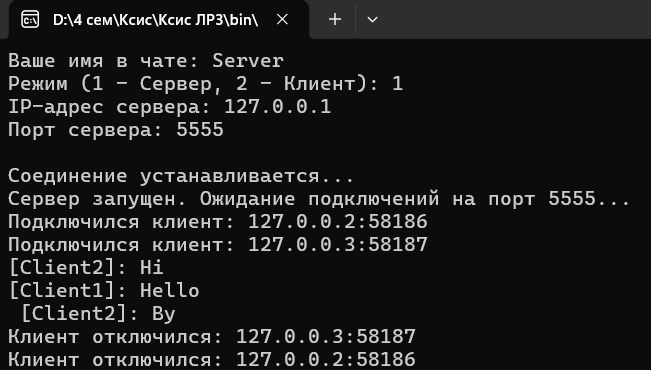 D:\4 сем\Ксис\Ксис ЛР3\bin\
Ваше имя в чате: Server
Режим (1 – Сервер, 2 – Клиент): 1
IP-адрес сервера: 127.0.0.1
Порт сервера: 5555
Соединение устанавливается...
Сервер запущен. Ожидание подключений на порт 5555...
Подключился клиент: 127.0.0.2:58186
Подключился клиент: 127.0.0.3:58187
[Client2]: Hi
[Client1]: Hello
[Client2]: By
Клиент отключился: 127.0.0.3:58187
Клиент отключился: 127.0.0.2:58186